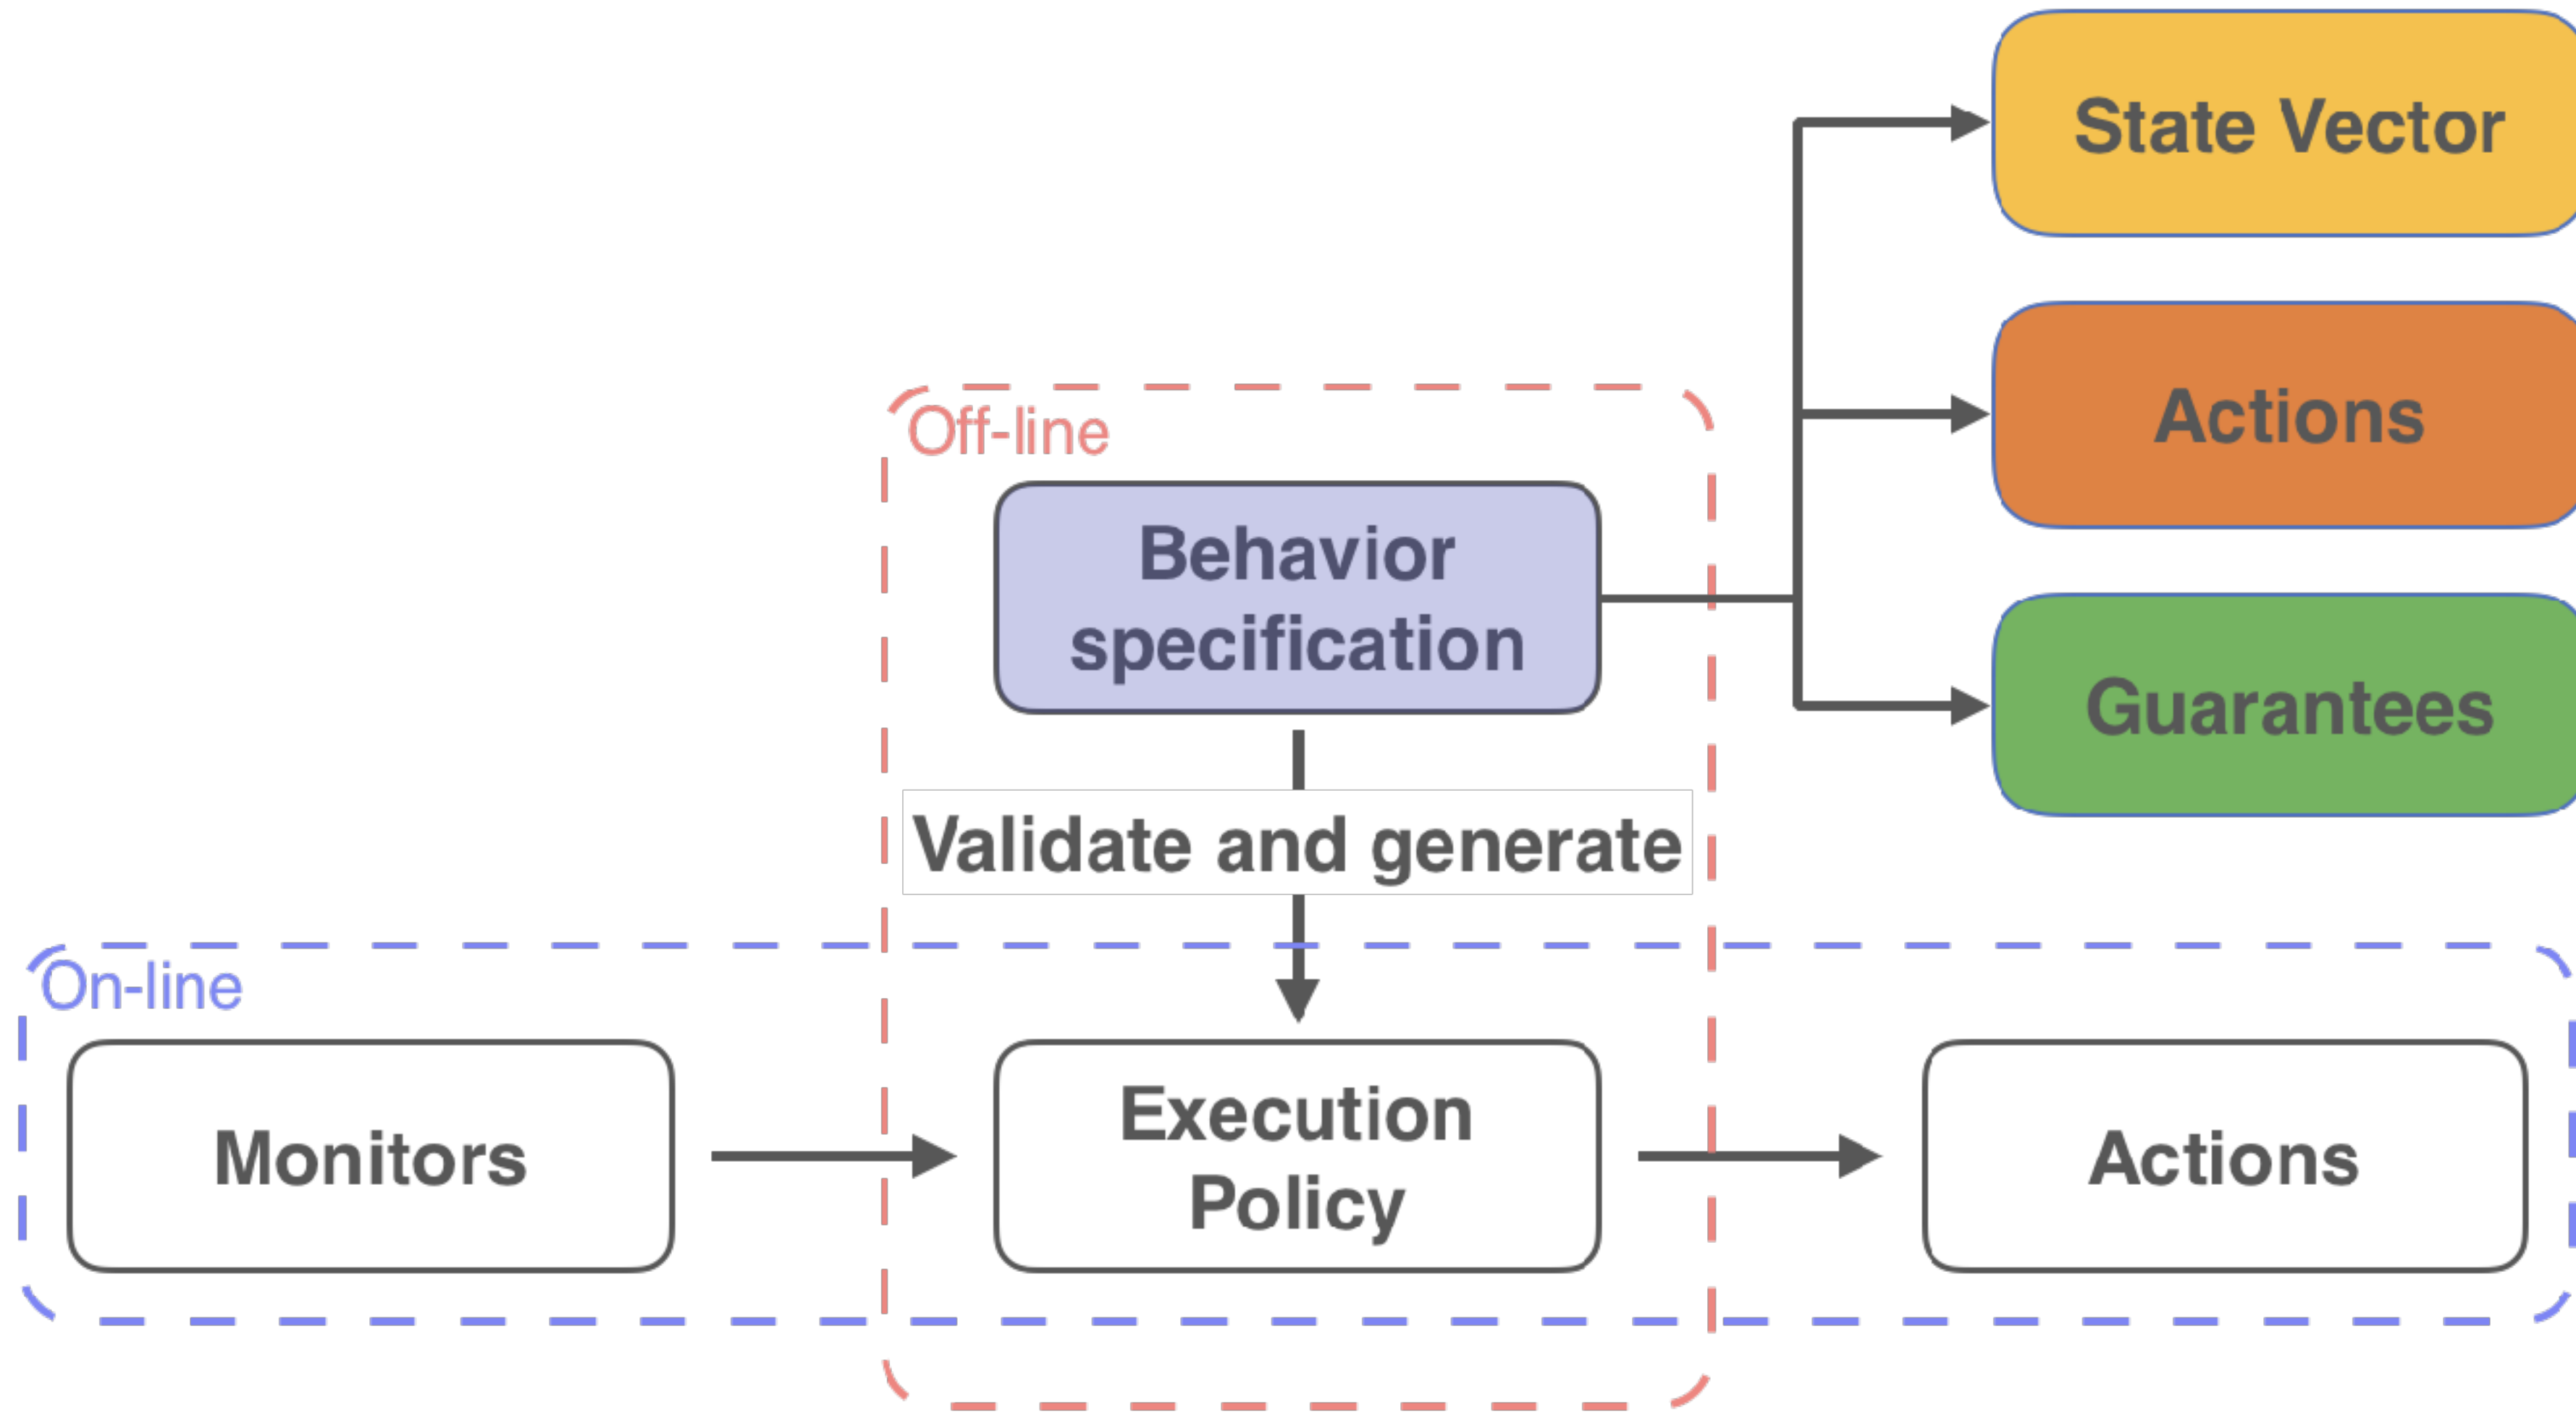 State Vector
Actions
Off-line
Behavior
specification
Guarantees
Validate and generate
On-line
Monitors
Execution
Policy
Actions